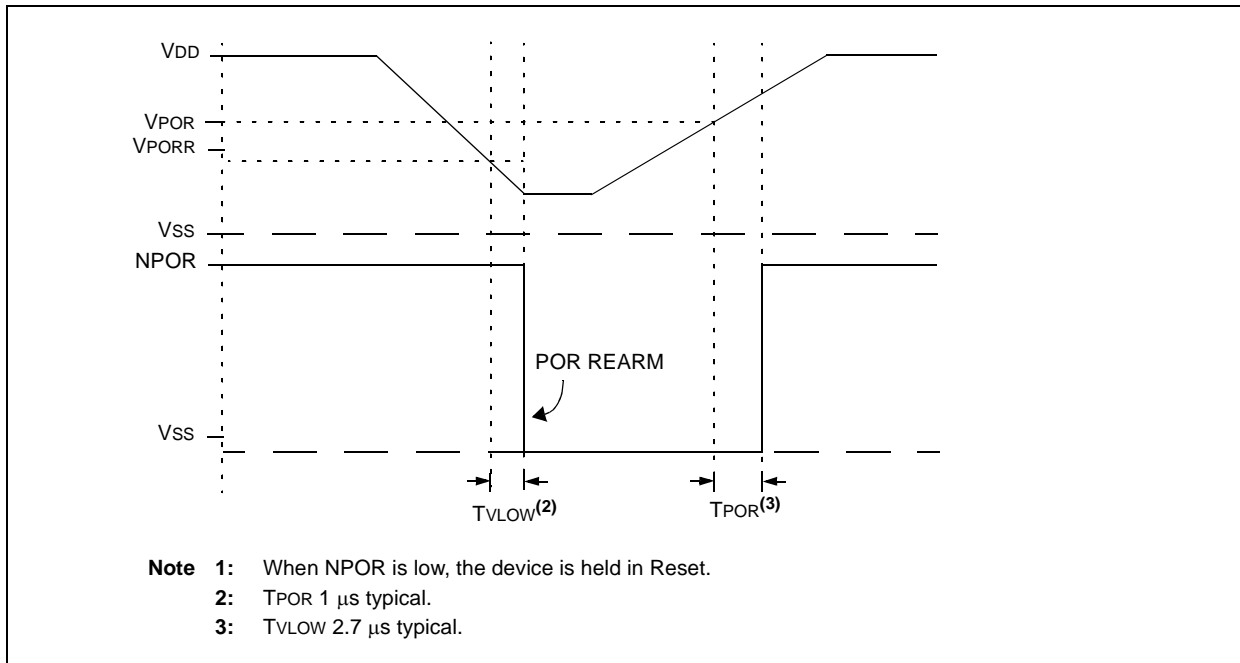 VDD
VPOR
VPORR
VSS
NPOR
POR REARM
VSS
TVLOW(2) TPOR(3)
Note 1: When NPOR is low, the device is held in Reset.
2: TPOR 1 μs typical.
3: TVLOW 2.7 μs typical.